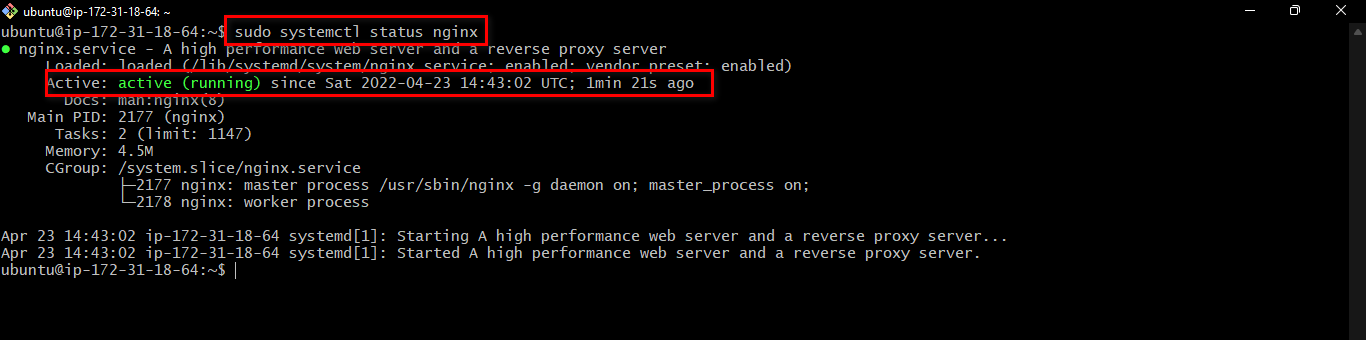 ubuntu@ip-172-31-18-64: ~
ubuntu@ip-172-31-18-64:~$ sudo systemctl status nginx
● nginx.service - A high performance web server and a reverse proxy server
Loaded: loaded (/lib/systemd/system/nginx.service; enabled; vendor preset: enabled)
Active: active (running) since Sat 2022-04-23 14:43:02 UTC; 1min 21s ago
Docs: man:nginx(8)
Main PID: 2177 (nginx)
Tasks: 2 (limit: 1147)
Memory: 4.5M
CGroup: /system.slice/nginx.service
├─2177 nginx: master process /usr/sbin/nginx -g daemon on; master_process on;
└─2178 nginx: worker process
Apr 23 14:43:02 ip-172-31-18-64 systemd[1]: Starting A high performance web server and a reverse proxy server...
Apr 23 14:43:02 ip-172-31-18-64 systemd[1]: Started A high performance web server and a reverse proxy server.
ubuntu@ip-172-31-18-64:~$